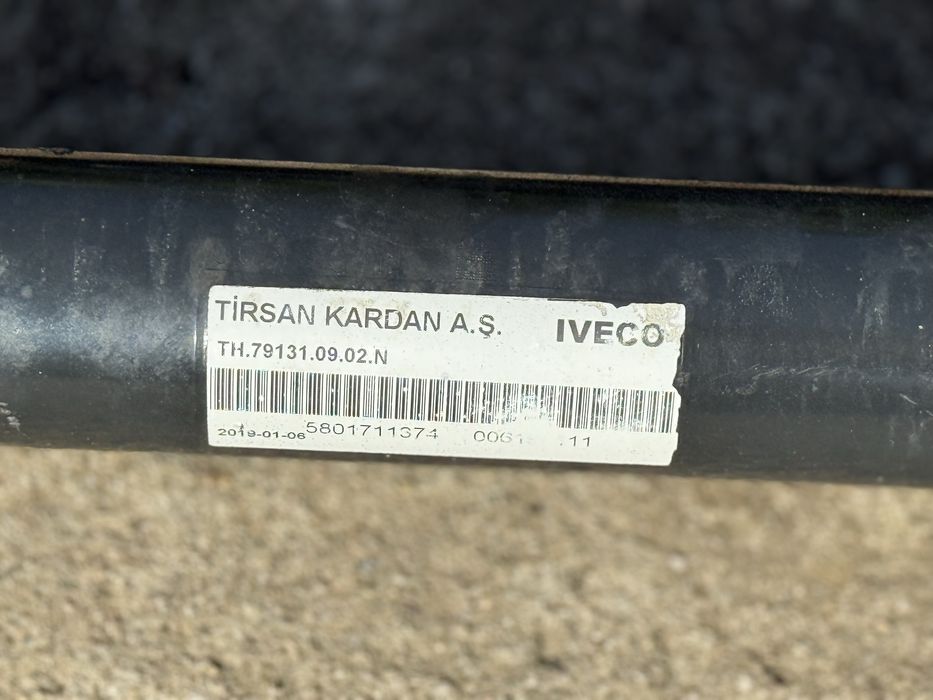 TİRSAN KARDAN A.Ş. IVECO
TH.79131.09.02.N
2019-01-06 5801711374